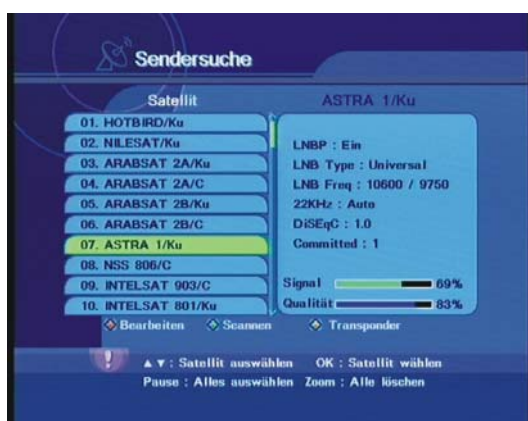 Sendersuche
Satellit
01. HOTBIRD/Ku
02. NILESAT/Ku
03. ARABSAT 2A/Ku
04. ARABSAT 2A/C
05. ARABSAT 2B/Ku
06. ARABSAT 2B/C
07. ASTRA 1/Ku
08. NSS 806/C
09. INTELSAT 903/C
10. INTELSAT 801/Ku
ASTRA 1/Ku
LNBP : Ein
LNB Type : Universal
LNB Freq : 10600 / 9750
22KHz : Auto
DiSEqC : 1.0
Committed : 1
Signal 69%
Qualität 83%
Bearbeiten Scannen Transponder
▲ ▼ : Satellit auswählen OK : Satellit wählen
Pause : Alles auswählen Zoom : Alle löschen